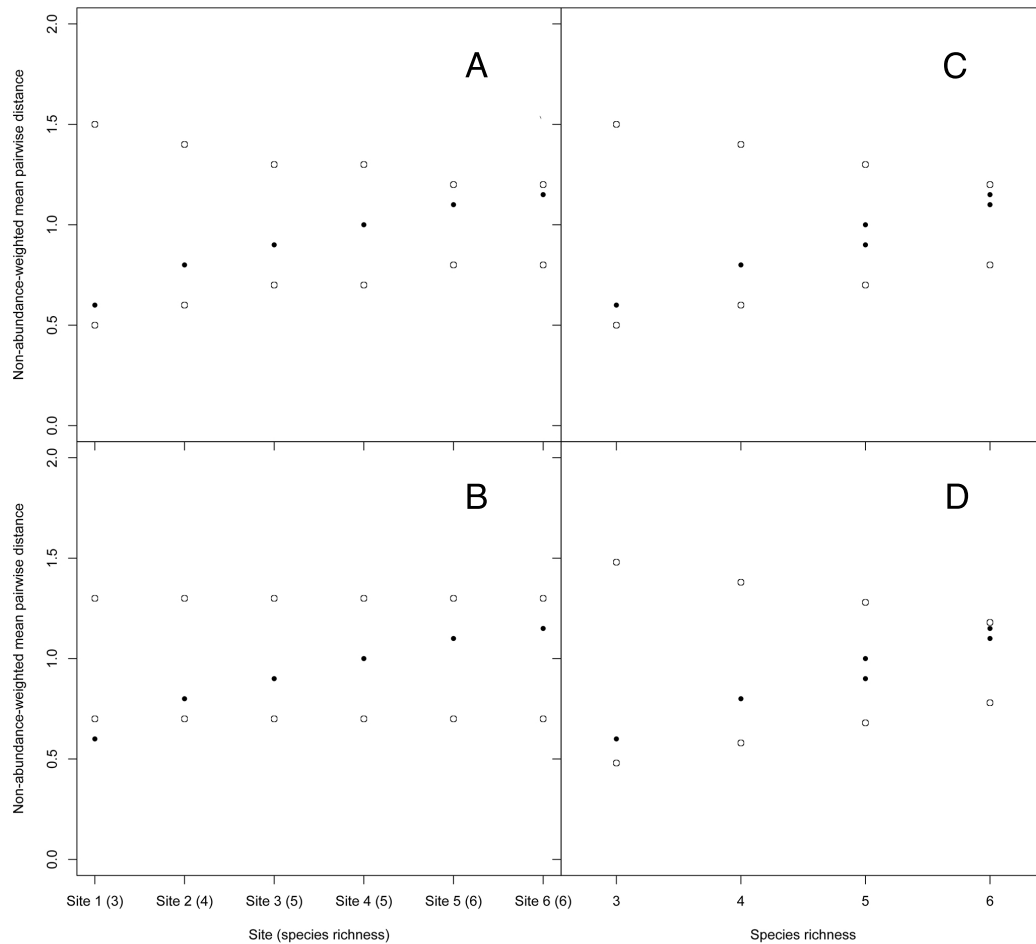 Non-abundance-weighted mean pairwise distance
2.0
1.5
1.0
0.5
0.0
A
C
Non-abundance-weighted mean pairwise distance
2.0
1.5
1.0
0.5
0.0
B
D
Site 1 (3) Site 2 (4) Site 3 (5) Site 4 (5) Site 5 (6) Site 6 (6)
3 4 5 6
Site (species richness)
Species richness